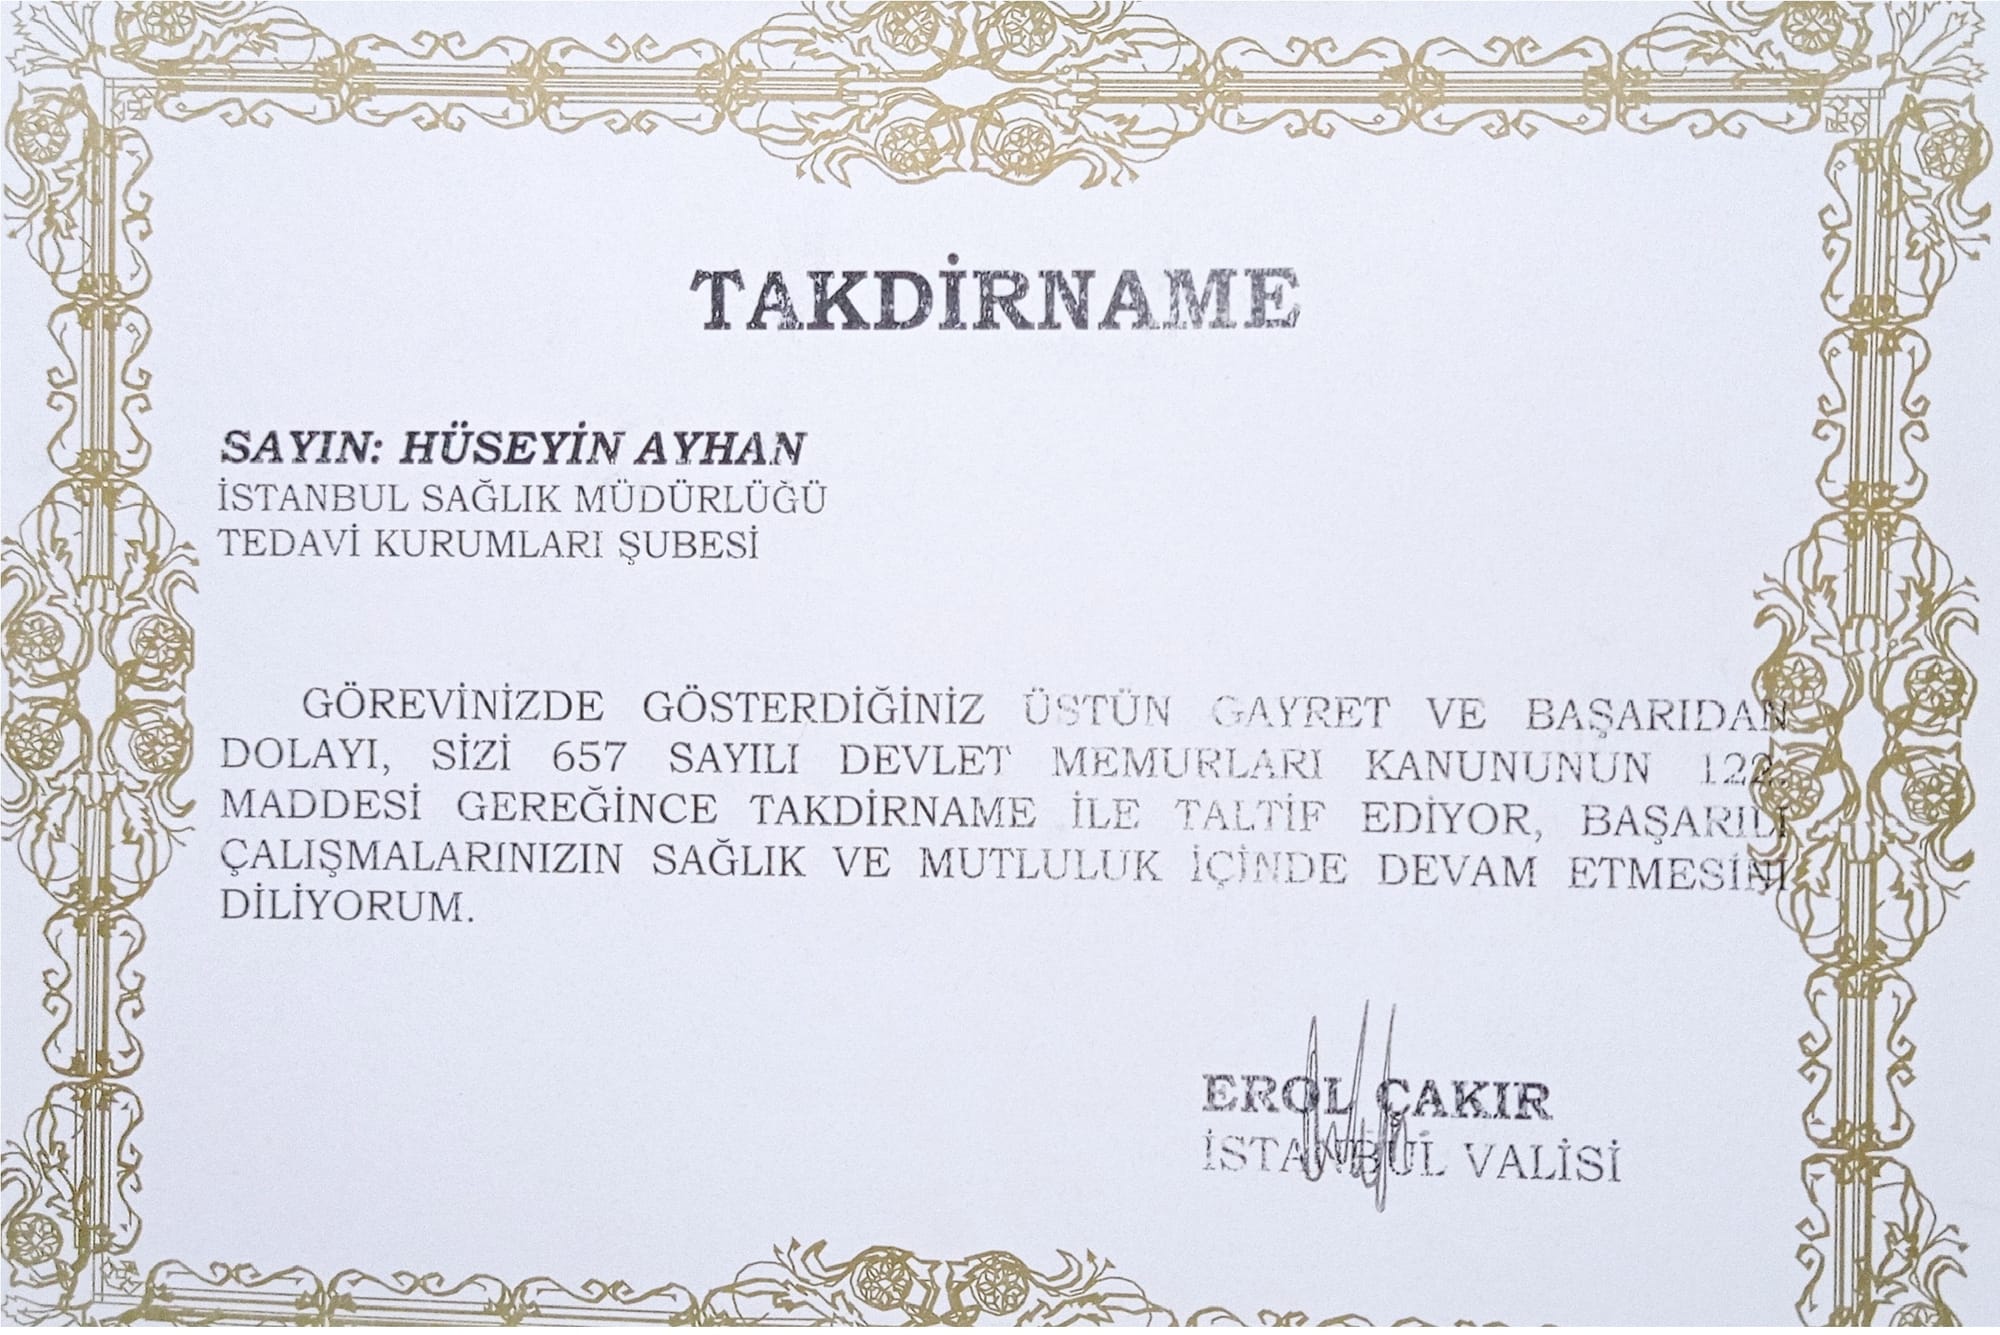 TAKDİRNAME
SAYIN: HÜSEYİN AYHAN
İSTANBUL SAĞLIK MÜDÜRLÜĞÜ
TEDAVİ KURUMLARI ŞUBESİ
GÖREVİNİZDE GÖSTERDİĞİNİZ ÜSTÜN GAYRET VE BAŞARIDAN
DOLAYI, SİZİ 657 SAYILI DEVLET MEMURLARI KANUNUNUN 122.
MADDESİ GEREĞİNCE TAKDİRNAME İLE TALTİF EDİYOR, BAŞARILI
ÇALIŞMALARINIZIN SAĞLIK VE MUTLULUK İÇİNDE DEVAM ETMESİNİ
DİLİYORUM.
EROL ÇAKIR
İSTANBUL VALİSİ